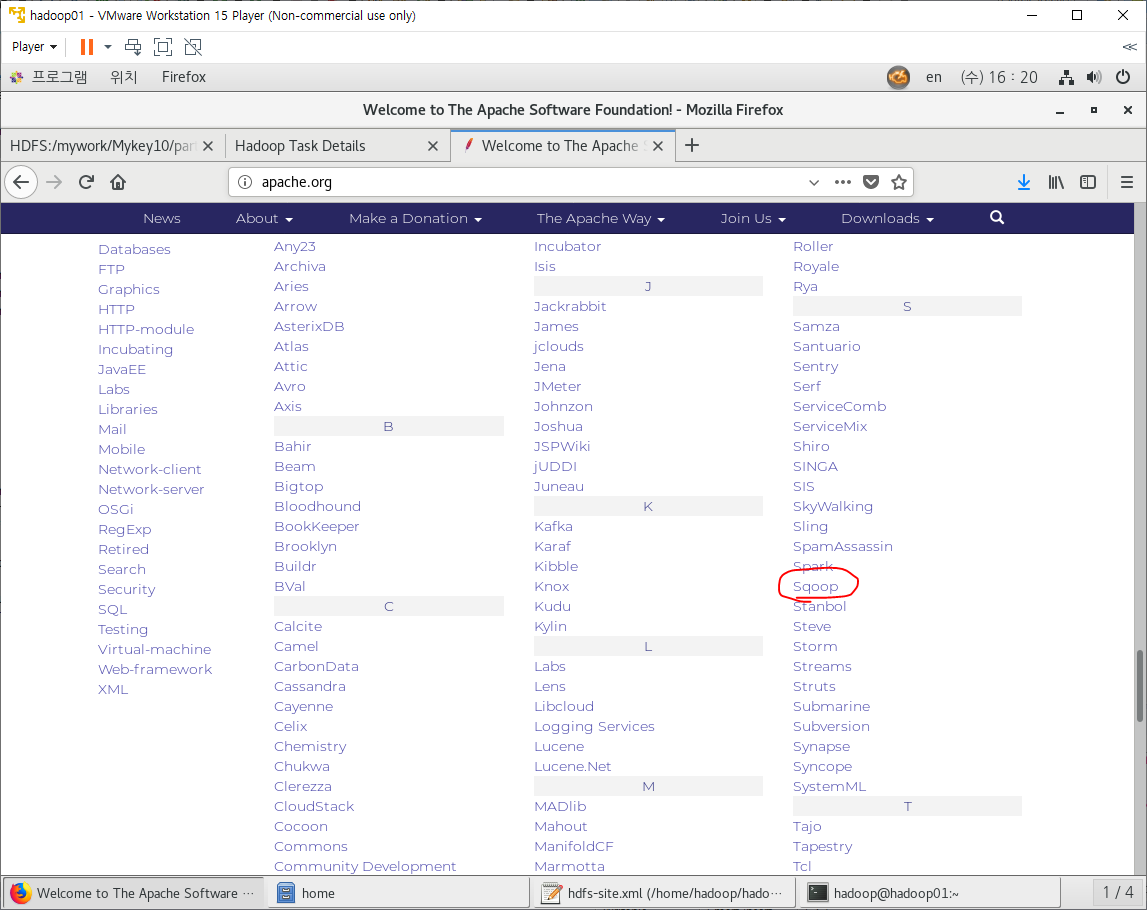 hadoop01 - VMware Workstation 15 Player (Non-commercial use only)
Player
프로그램 위치 Firefox en (수) 16 : 20
Welcome to The Apache Software Foundation! - Mozilla Firefox
HDFS:/mywork/Mykey10/par Hadoop Task Details Welcome to The Apache
apache.org
News About Make a Donation The Apache Way Join Us Downloads
Databases
FTP
Graphics
HTTP
HTTP-module
Incubating
JavaEE
Labs
Libraries
Mail
Mobile
Network-client
Network-server
OSGi
RegExp
Retired
Search
Security
SQL
Testing
Virtual-machine
Web-framework
XML
Any23
Archiva
Aries
Arrow
AsterixDB
Atlas
Attic
Avro
Axis
B
Bahir
Beam
Bigtop
Bloodhound
BookKeeper
Brooklyn
Buildr
BVal
C
Calcite
Camel
CarbonData
Cassandra
Cayenne
Celix
Chemistry
Chukwa
Clerezza
CloudStack
Cocoon
Commons
Community Development
Incubator
Isis
J
Jackrabbit
James
jclouds
Jena
JMeter
Johnzon
Joshua
JSPWiki
jUDDI
Juneau
K
Kafka
Karaf
Kibble
Knox
Kudu
Kylin
L
Labs
Lens
Libcloud
Logging Services
Lucene
Lucene.Net
M
MADlib
Mahout
ManifoldCF
Marmotta
Roller
Royale
Rya
S
Samza
Santuario
Sentry
Serf
ServiceComb
ServiceMix
Shiro
SINGA
SIS
SkyWalking
Sling
SpamAssassin
Spark
Sqoop
Stanbol
Steve
Storm
Streams
Struts
Submarine
Subversion
Synapse
Syncope
SystemML
T
Tajo
Tapestry
Tcl
Welcome to The Apache Software ··· home hdfs-site.xml (/home/hadoop/hado··· hadoop@hadoop01:~ 1 / 4